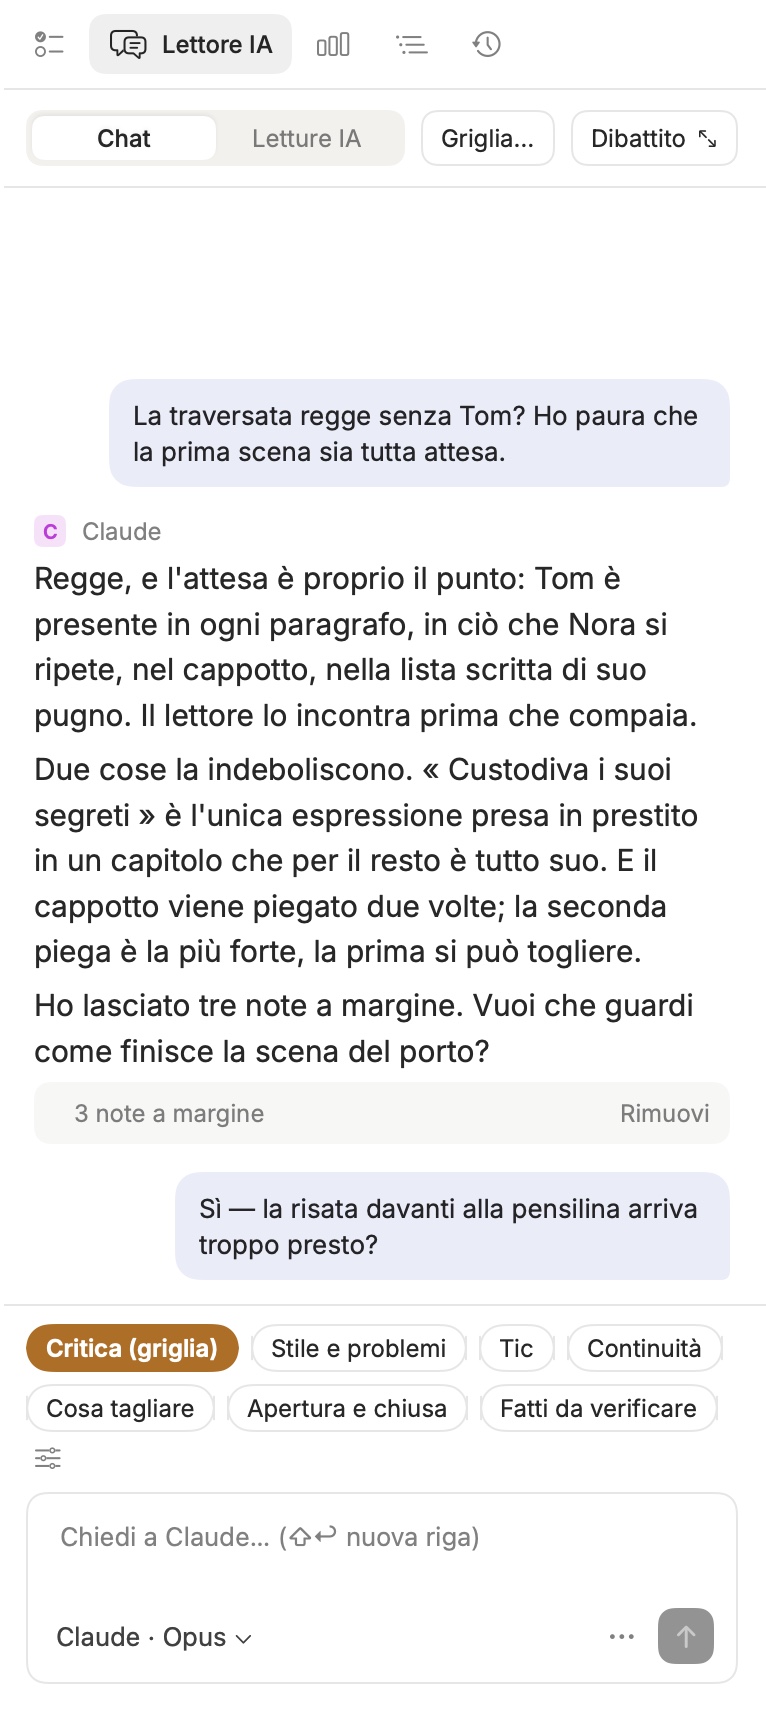 Lettore IA
Chat
Letture IA
Griglia...
Dibattito
La traversata regge senza Tom? Ho paura che
la prima scena sia tutta attesa.
C Claude
Regge, e l'attesa è proprio il punto: Tom è
presente in ogni paragrafo, in ciò che Nora si
ripete, nel cappotto, nella lista scritta di suo
pugno. Il lettore lo incontra prima che compaia.
Due cose la indeboliscono. « Custodiva i suoi
segreti » è l'unica espressione presa in prestito
in un capitolo che per il resto è tutto suo. E il
cappotto viene piegato due volte; la seconda
piega è la più forte, la prima si può togliere.
Ho lasciato tre note a margine. Vuoi che guardi
come finisce la scena del porto?
3 note a margine
Rimuovi
Sì — la risata davanti alla pensilina arriva
troppo presto?
Critica (griglia)
Stile e problemi
Tic
Continuità
Cosa tagliare
Apertura e chiusa
Fatti da verificare
Chiedi a Claude... (⇧↩ nuova riga)
Claude · Opus